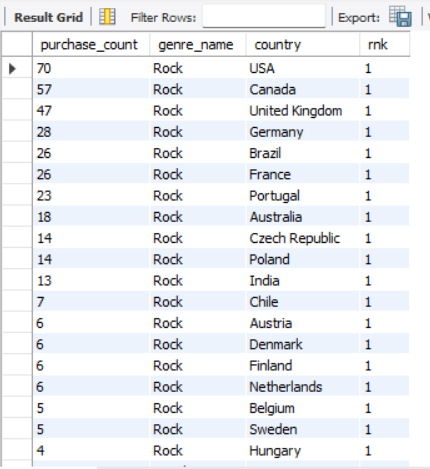 Result Grid Filter Rows: Export:
purchase_count genre_name country rnk
70 Rock USA 1
57 Rock Canada 1
47 Rock United Kingdom 1
28 Rock Germany 1
26 Rock Brazil 1
26 Rock France 1
23 Rock Portugal 1
18 Rock Australia 1
14 Rock Czech Republic 1
14 Rock Poland 1
13 Rock India 1
7 Rock Chile 1
6 Rock Austria 1
6 Rock Denmark 1
6 Rock Finland 1
6 Rock Netherlands 1
5 Rock Belgium 1
5 Rock Sweden 1
4 Rock Hungary 1